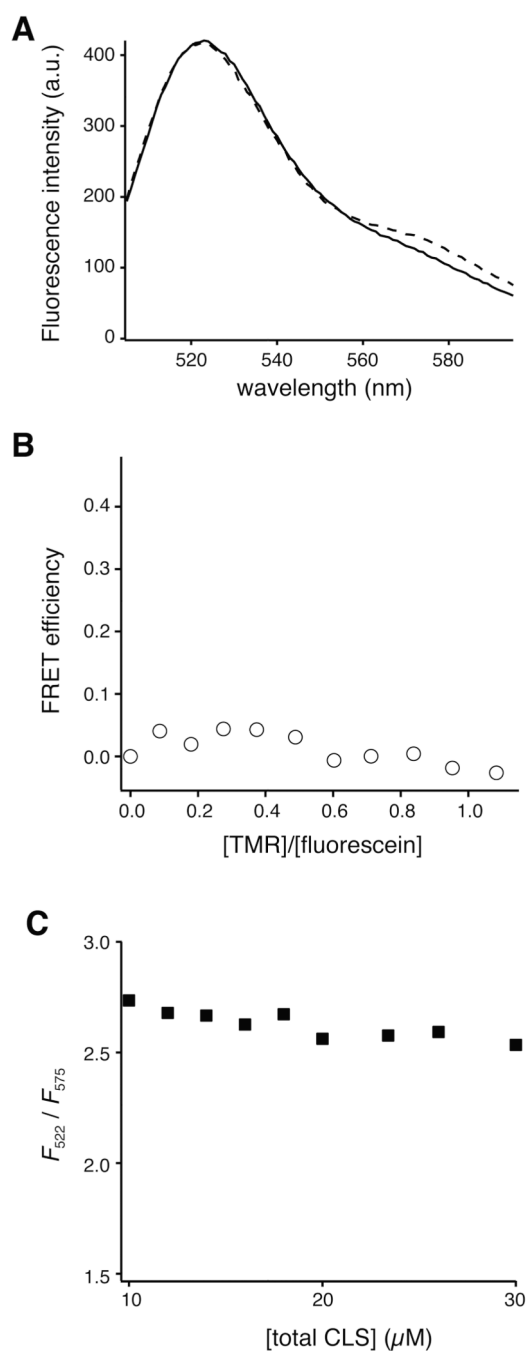 A
Fluorescence intensity (a.u.)
400
300
200
100
0
520 540 560 580
wavelength (nm)
B
FRET efficiency
0.4
0.3
0.2
0.1
0.0
0.0 0.2 0.4 0.6 0.8 1.0
[TMR]/[fluorescein]
C
F522 / F575
3.0
2.5
2.0
1.5
10 20 30
[total CLS] (μM)